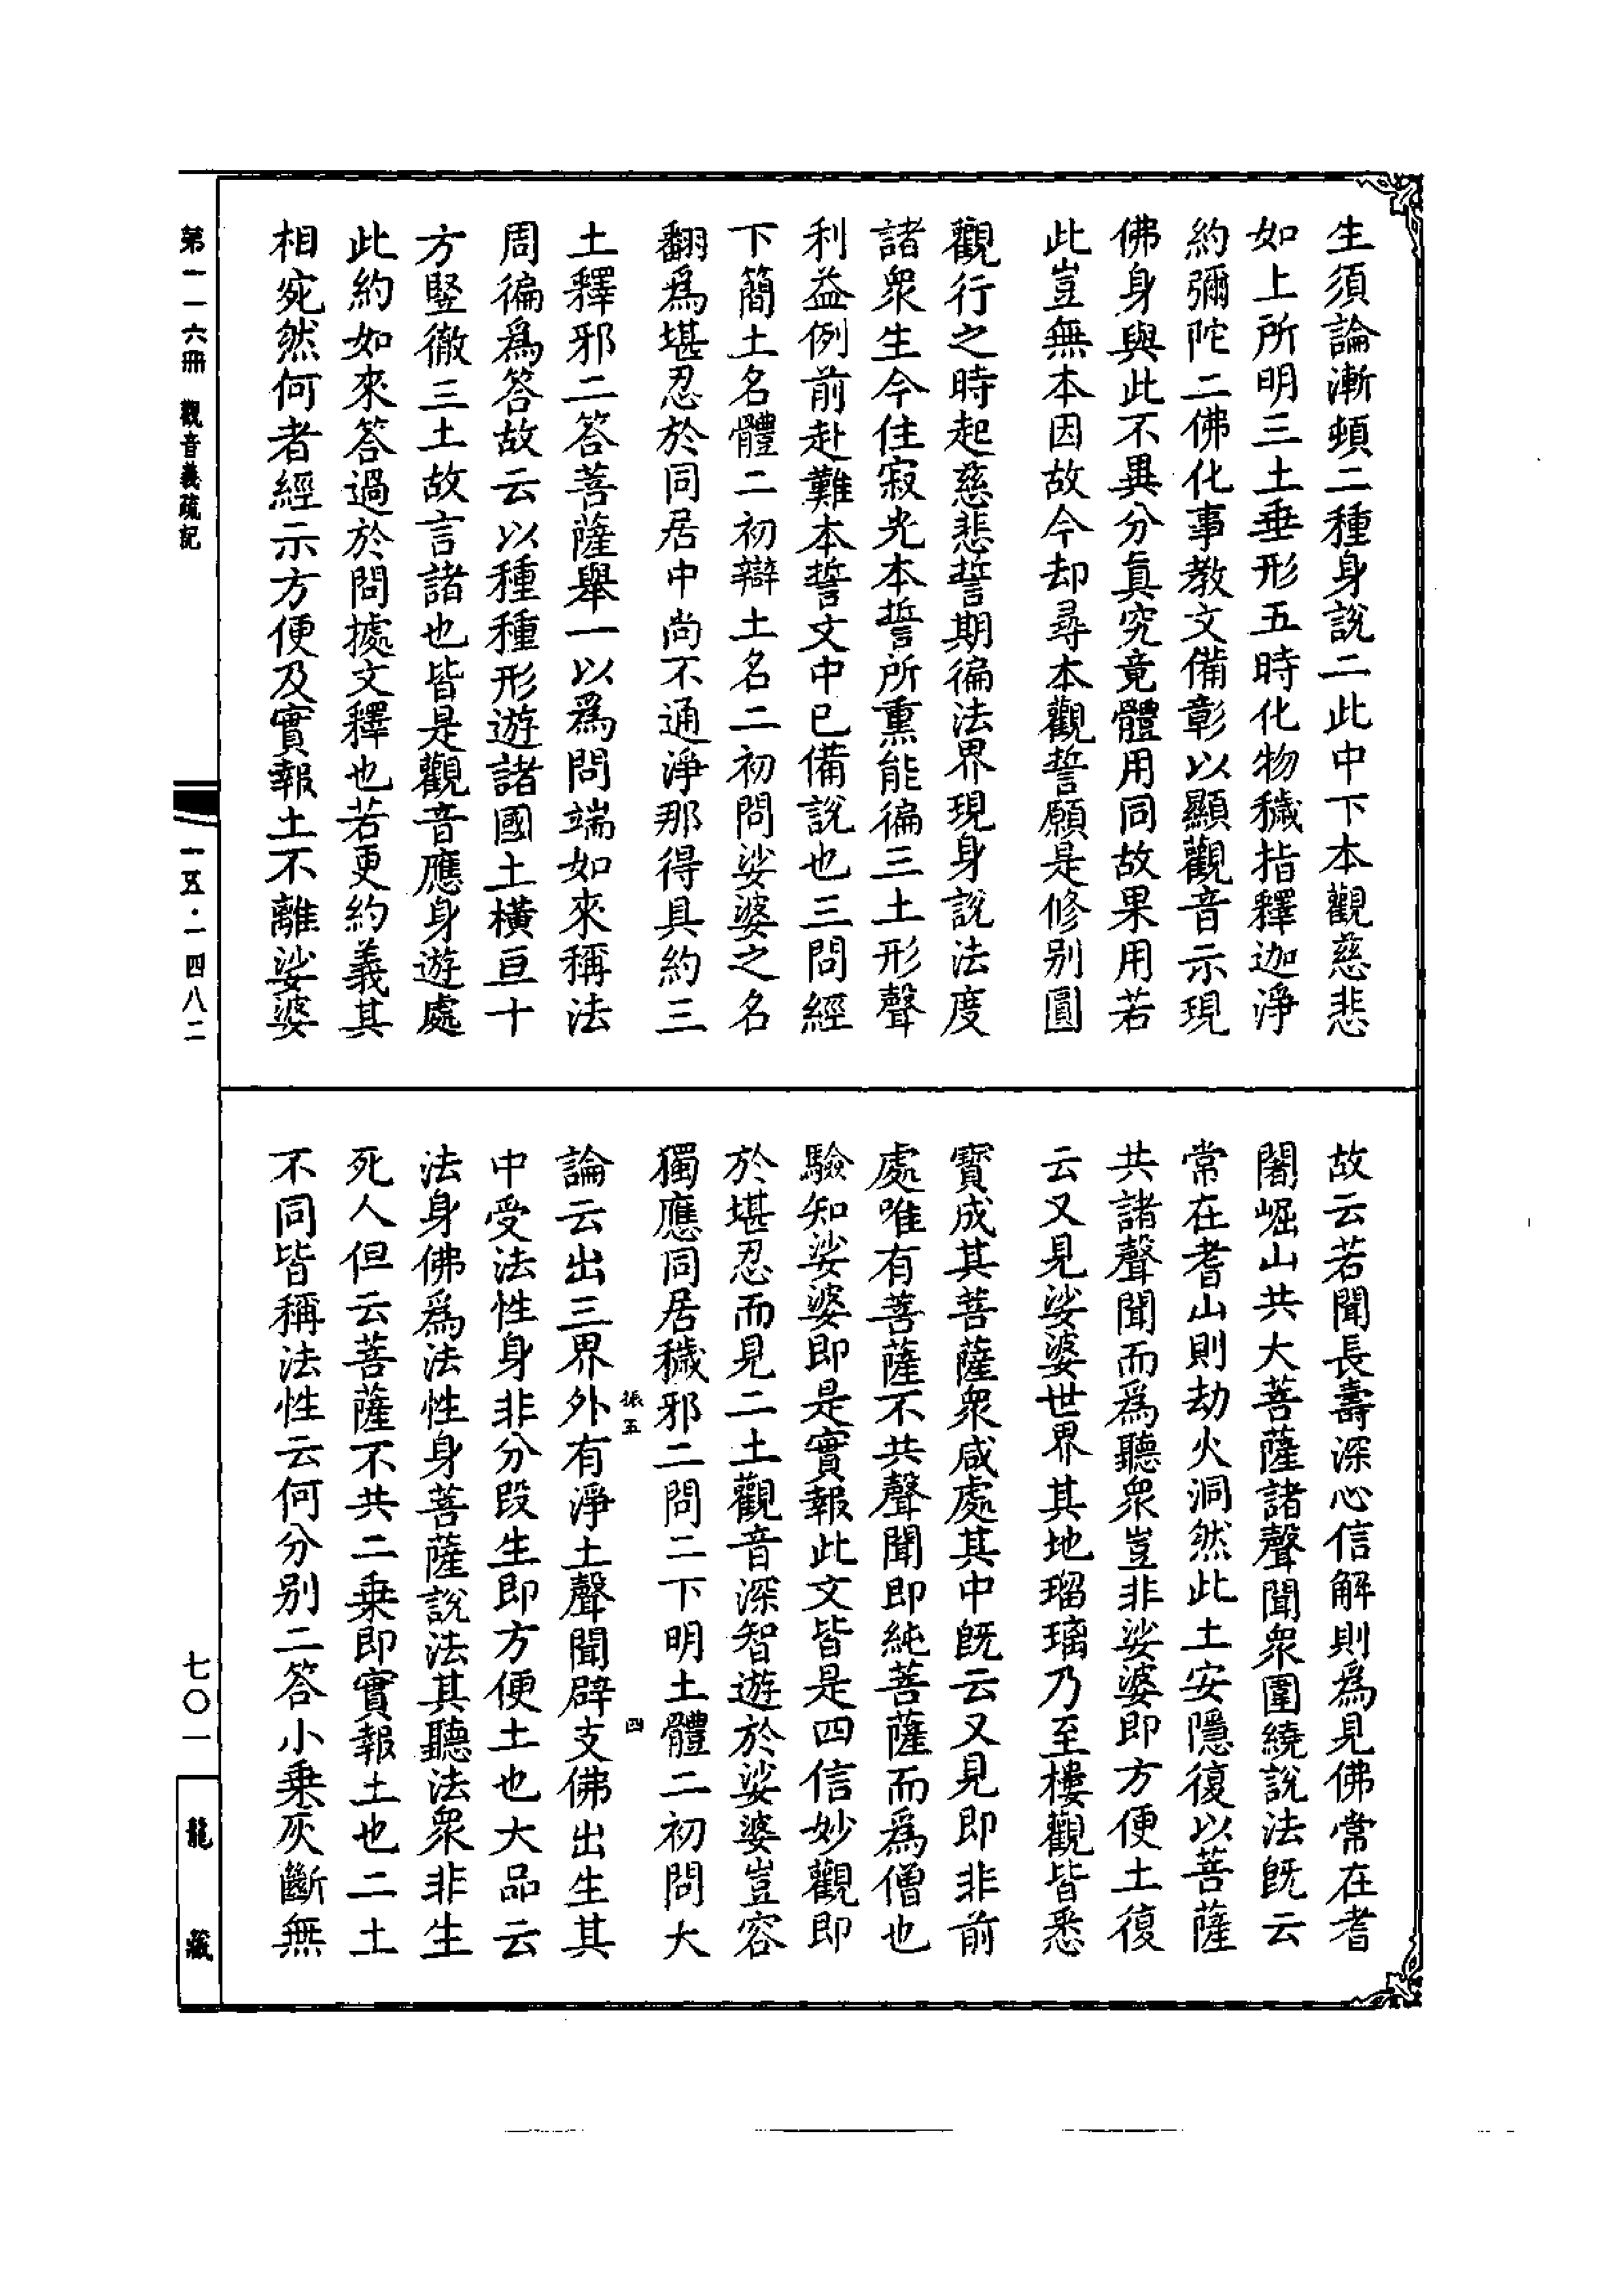 生須論漸頓二種身說二此中下本觀慈悲
如上所明三土垂形五時化物穢指釋迦淨
約彌陀二佛化事教文備彰以顯觀音示現
佛身與此不異分真究竟體用同故果用若
此豈無本因故今却尋本觀誓願是修別圓
觀行之時起慈悲誓期徧法界現身說法度
諸衆生今住寂光本誓所熏能徧三土形聲
利益例前赴難本誓文中已備說也三問經
下簡土名體二初辯土名二初問娑婆之名
翻爲堪忍於同居中尚不通淨那得具約三
土釋邪二答菩薩舉一以爲問端如來稱法
周徧爲答故云以種種形遊諸國土橫亘十
方豎徹三土故言諸也皆是觀音應身遊處
此約如來答過於問據文釋也若更約義其
相宛然何者經示方便及實報土不離娑婆
故云若聞長壽深心信解則爲見佛常在耆
闍崛山共大菩薩諸聲聞衆圍繞說法既云
常在耆山則劫火洞然此土安隱復以菩薩
共諸聲聞而爲聽衆豈非娑婆即方便土復
云又見娑婆世界其地瑠璃乃至樓觀皆悉
寶成其菩薩衆咸處其中既云又見即非前
處唯有菩薩不共聲聞即純菩薩而爲僧也
驗知娑婆即是實報此文皆是四信妙觀即
於堪忍而見二土觀音深智遊於娑婆豈容
獨應同居穢邪二問二下明土體二初問大
張五
四
論云出三界外有淨土聲聞辟支佛出生其
中受法性身非分段生即方便土也大品云
法身佛爲法性身菩薩說法其聽法衆非生
死人但云菩薩不共二乗即實報土也二土
不同皆稱法性云何分別二答小乗灰斷無
第一一六冊 觀音義疏記
一五·一四八二
七〇一
龍藏